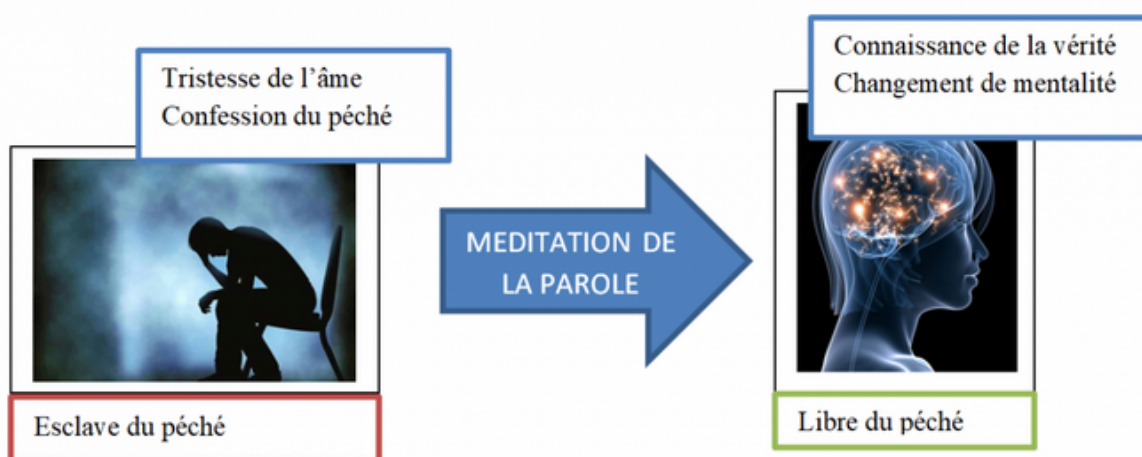 Tristesse de l'âme
Confession du péché
Esclave du péché
MEDITATION DE
LA PAROLE
Connaissance de la vérité
Changement de mentalité
Libre du péché